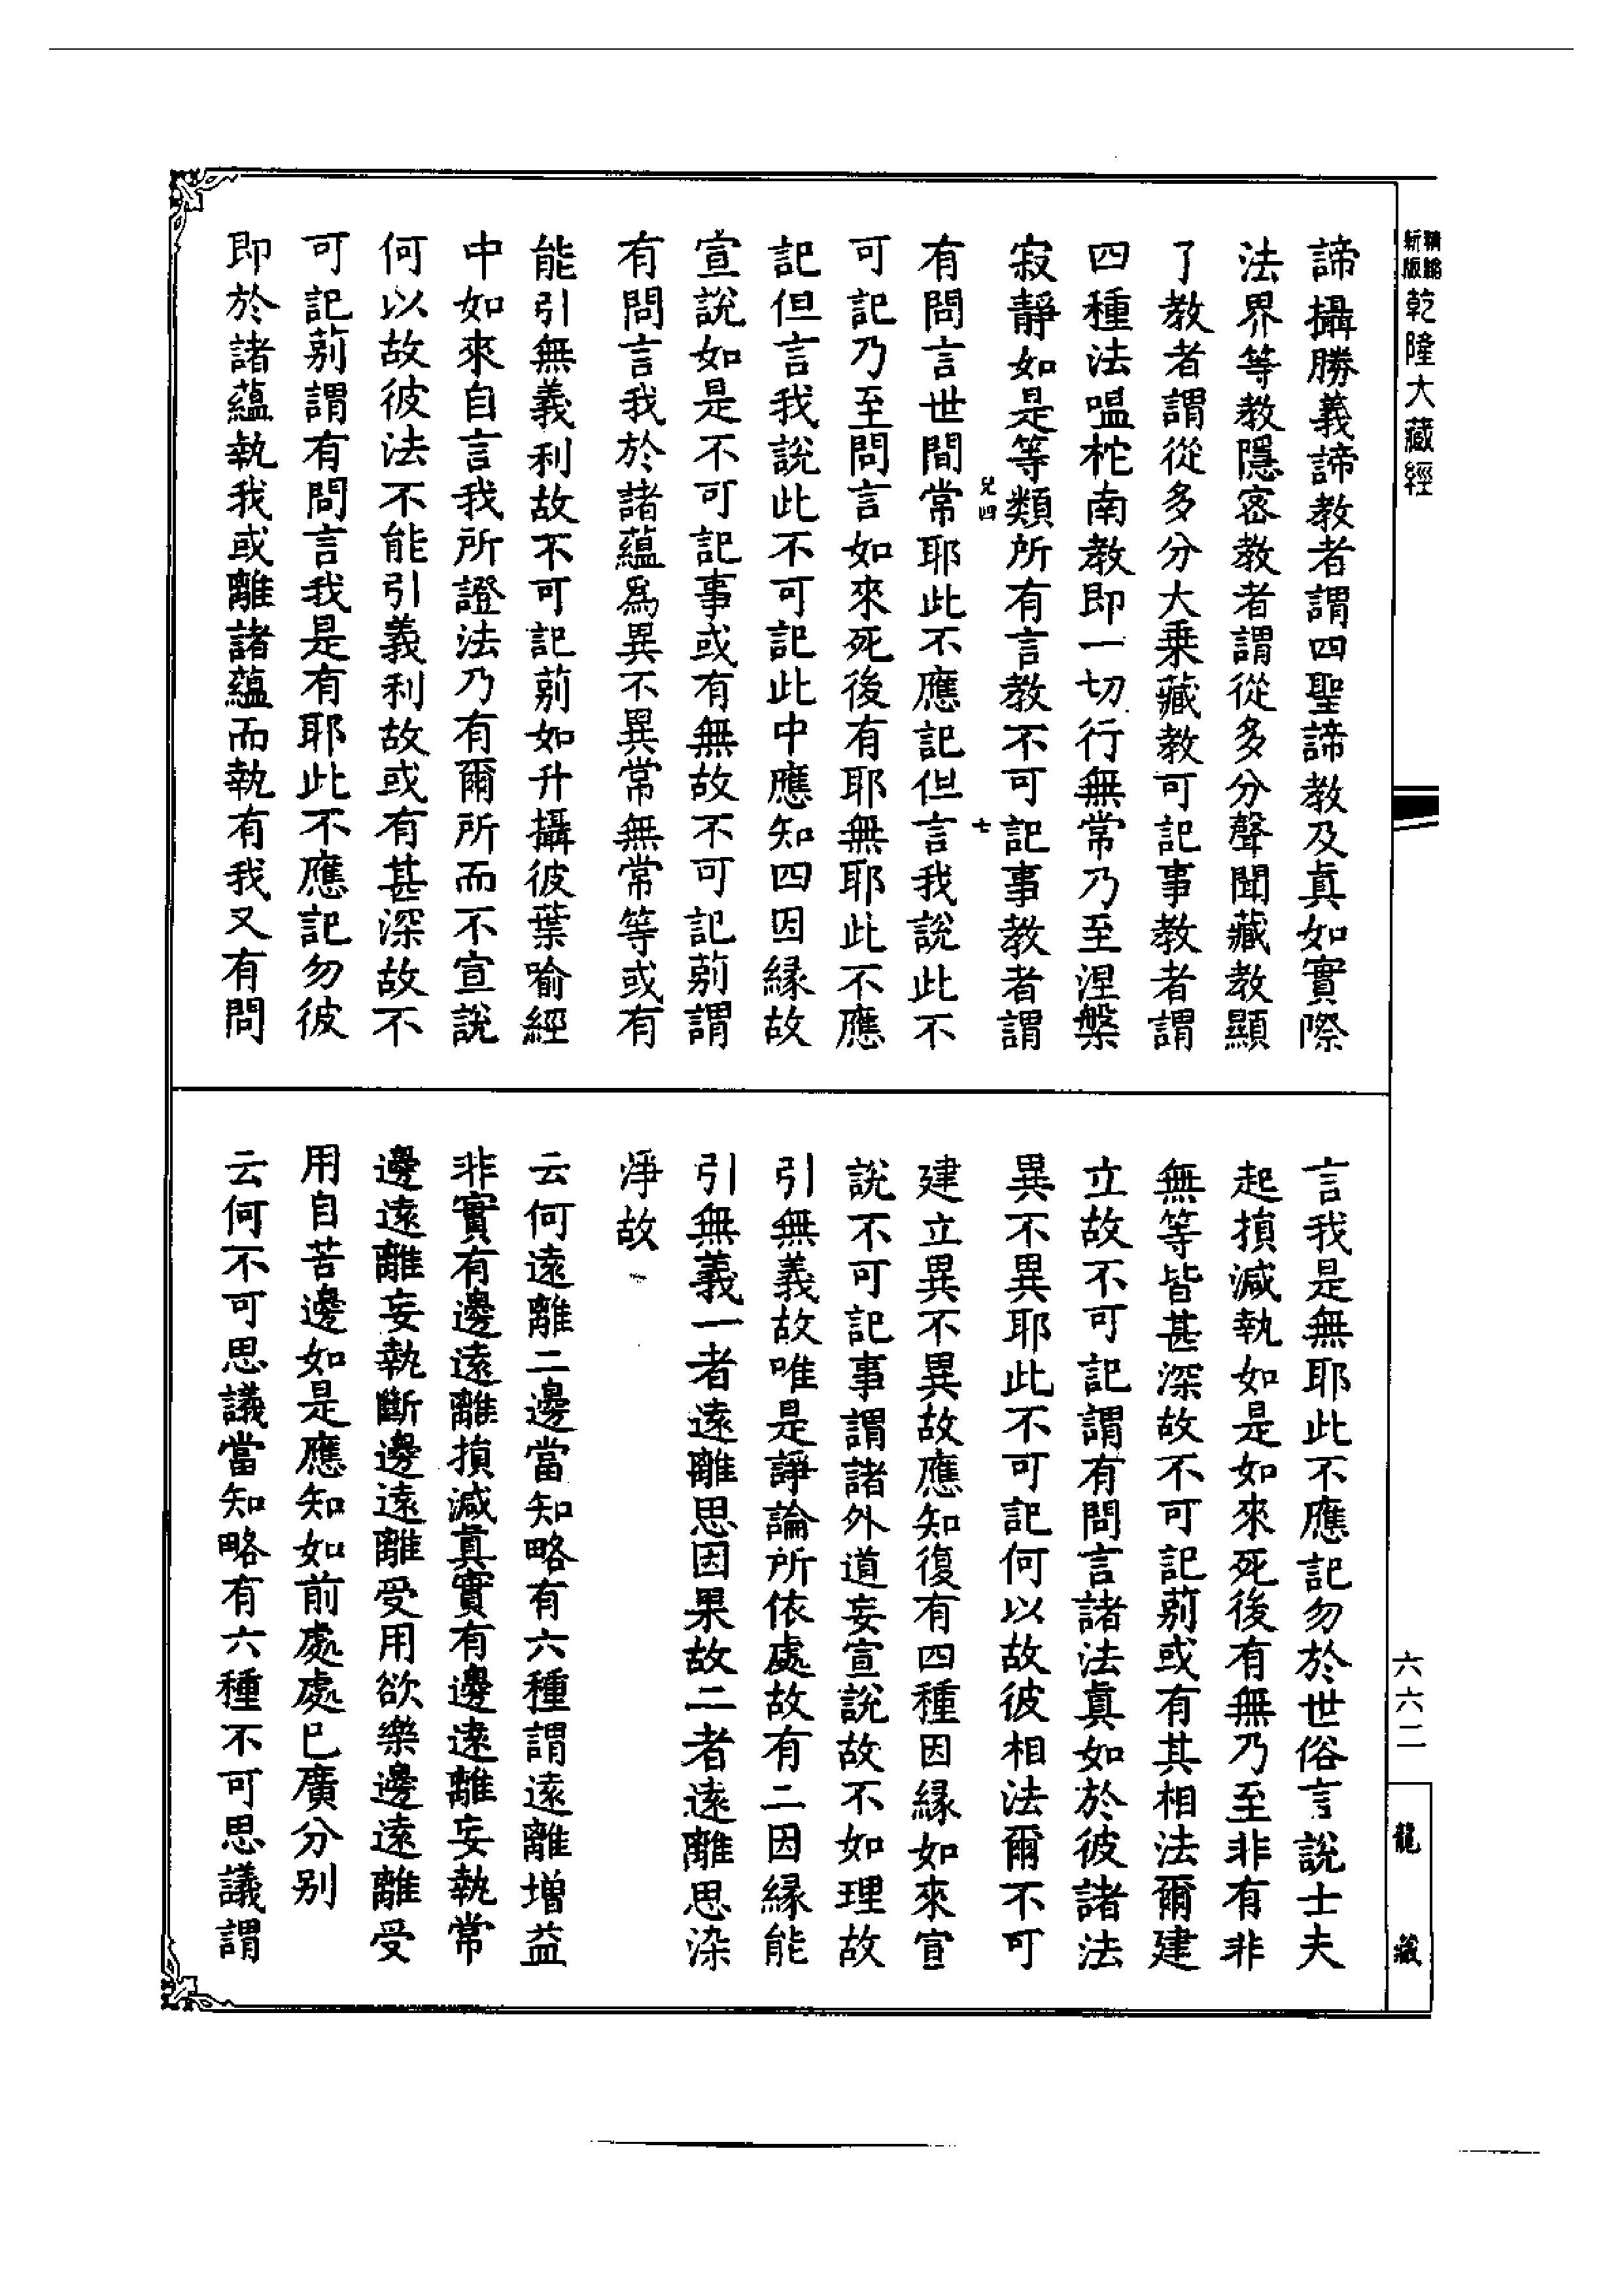 精縮新版乾隆大藏經
諦攝勝義諦教者謂四聖諦教及真如實際
法界等教隱密教者謂從多分聲聞藏教顯
了教者謂從多分大乗藏教可記事教者謂
四種法嗢柁南教即一切行無常乃至涅槃
寂靜如是等類所有言教不可記事教者謂
兒四 七
有問言世間常耶此不應記但言我說此不
可記乃至問言如來死後有耶無耶此不應
記但言我說此不可記此中應知四因緣故
宣說如是不可記事或有無故不可記莂謂
有問言我於諸蘊爲異不異常無常等或有
能引無義利故不可記莂如升攝彼葉喻經
中如來自言我所證法乃有爾所而不宣說
何以故彼法不能引義利故或有甚深故不
可記莂謂有問言我是有耶此不應記勿彼
即於諸蘊執我或離諸蘊而執有我又有問
言我是無耶此不應記勿於世俗言說士夫
起損減執如是如來死後有無乃至非有非
無等皆甚深故不可記莂或有其相法爾建
立故不可記謂有問言諸法真如於彼諸法
異不異耶此不可記何以故彼相法爾不可
建立異不異故應知復有四種因緣如來宣
說不可記事謂諸外道妄宣說故不如理故
引無義故唯是諍論所依處故有二因緣能
引無義一者遠離思因果故二者遠離思染
淨故
云何遠離二邊當知略有六種謂遠離增益
非實有邊遠離損減真實有邊遠離妄執常
邊遠離妄執斷邊遠離受用欲樂邊遠離受
用自苦邊如是應知如前處處已廣分别
云何不可思議當知略有六種不可思議謂
六六二
龍藏